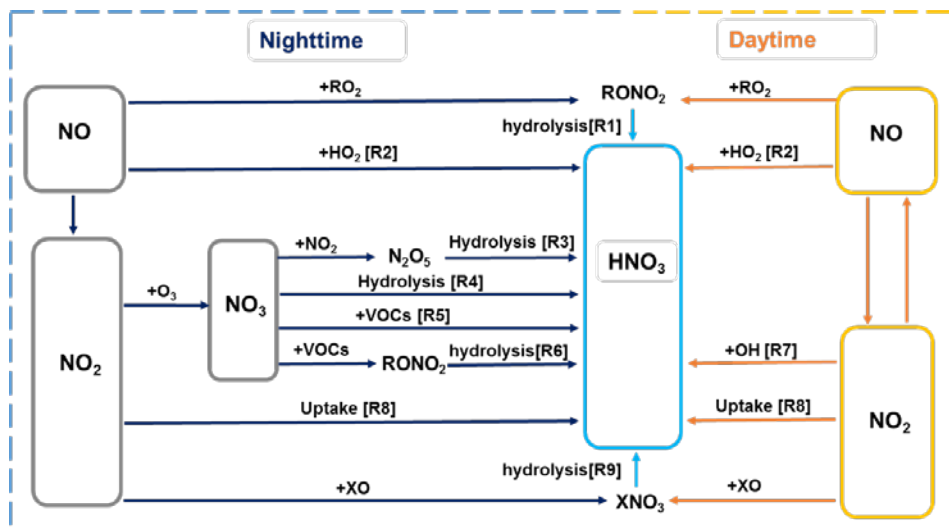 Nighttime
Daytime
+RO₂
RONO₂
+RO₂
NO
hydrolysis[R1]
NO
+HO₂ [R2]
+HO₂ [R2]
+NO₂
N₂O₅
Hydrolysis [R3]
HNO₃
+O₃
NO₃
Hydrolysis [R4]
+VOCs [R5]
NO₂
+VOCs
RONO₂
hydrolysis[R6]
+OH [R7]
Uptake [R8]
Uptake [R8]
NO₂
hydrolysis[R9]
+XO
XNO₃
+XO